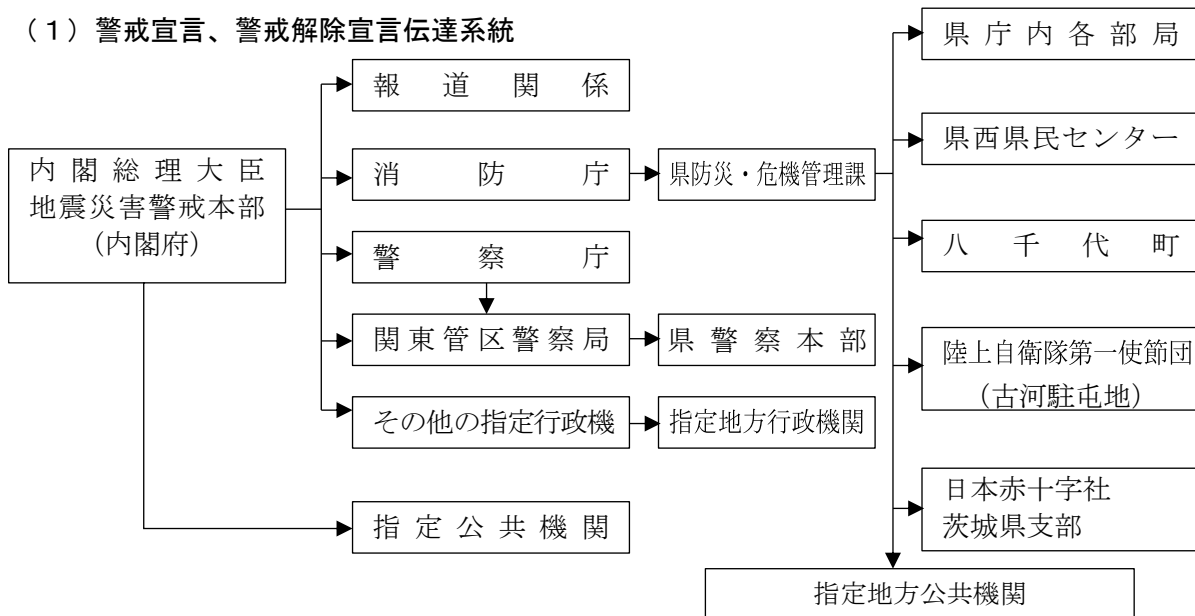 （１）警戒宣言、警戒解除宣言伝達系統
内閣総理大臣
地震災害警戒本部
（内閣府）
報道関係
消防庁
警察庁
関東管区警察局
その他の指定行政機
指定公共機関
県防災・危機管理課
県警察本部
指定地方行政機関
県庁内各部局
県西県民センター
八千代町
陸上自衛隊第一使節団
（古河駐屯地）
日本赤十字社
茨城県支部
指定地方公共機関